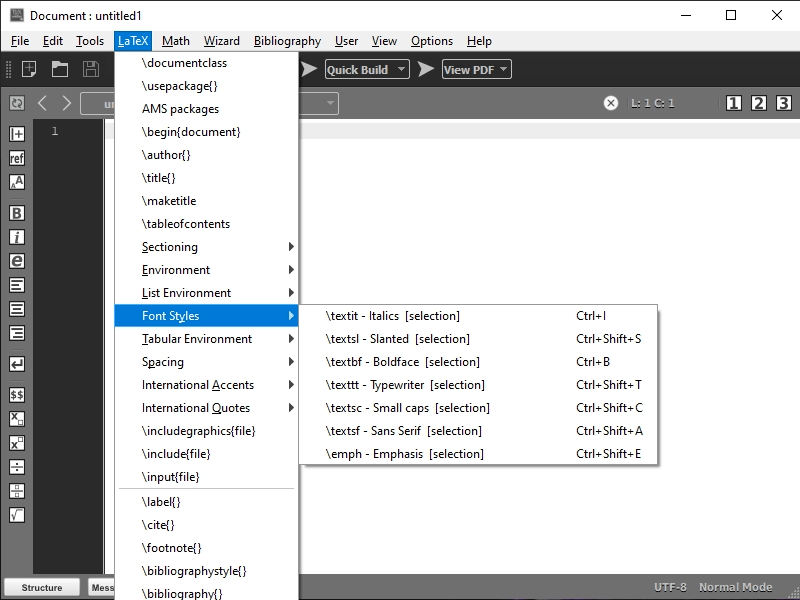 Document : untitled1
File Edit Tools LaTeX Math Wizard Bibliography User View Options Help
Quick Build View PDF
L: 1 C: 1 1 2 3
1
ref
\documentclass
\usepackage{}
AMS packages
\begin{document}
\author{}
\title{}
\maketitle
\tableofcontents
Sectioning
Environment
List Environment
Font Styles
Tabular Environment
Spacing
International Accents
International Quotes
\includegraphics{file}
\include{file}
\input{file}
\label{}
\cite{}
\footnote{}
\bibliographystyle{}
\bibliography{}
\textit - Italics [selection] Ctrl+I
\textsl - Slanted [selection] Ctrl+Shift+S
\textbf - Boldface [selection] Ctrl+B
\texttt - Typewriter [selection] Ctrl+Shift+T
\textsc - Small caps [selection] Ctrl+Shift+C
\textsf - Sans Serif [selection] Ctrl+Shift+A
\emph - Emphasis [selection] Ctrl+Shift+E
B
i
e
$$
Structure
UTF-8 Normal Mode